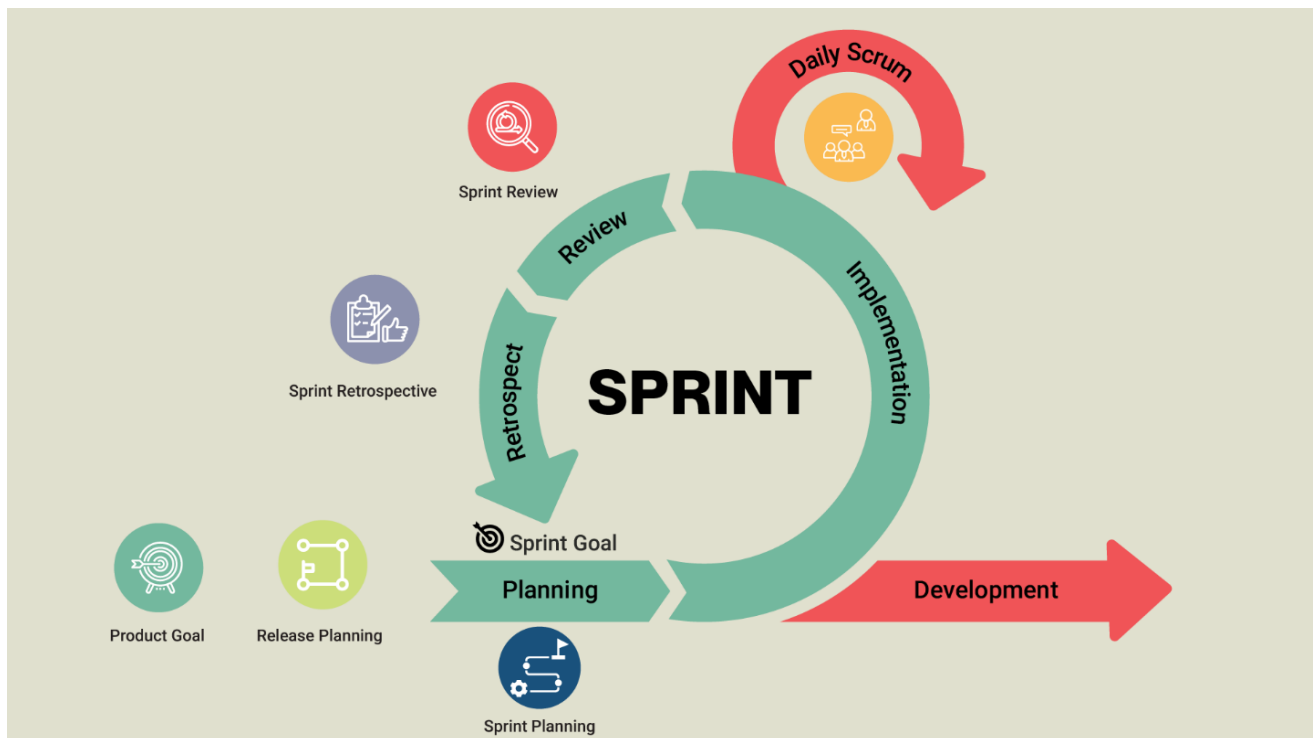 Daily Scrum
Sprint Review
Review
Implementation
Retrospect
Sprint Retrospective
SPRINT
Sprint Goal
Planning
Development
Product Goal
Release Planning
Sprint Planning